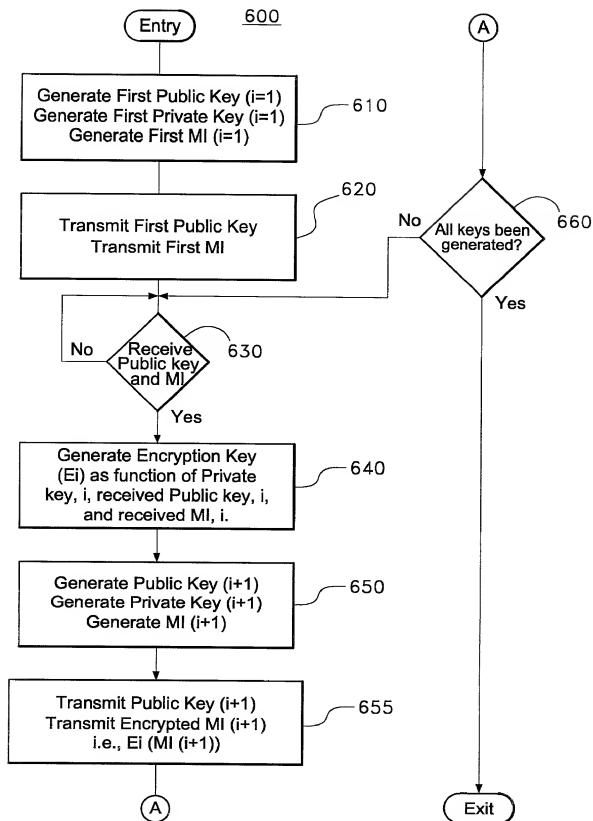 Entry
600
Generate First Public Key (i=1)
Generate First Private Key (i=1)
Generate First MI (i=1)
610
Transmit First Public Key
Transmit First MI
620
No
Receive
Public key
and MI
630
Yes
Generate Encryption Key
(Ei) as function of Private
key, i, received Public key, i,
and received MI, i.
640
Generate Public Key (i+1)
Generate Private Key (i+1)
Generate MI (i+1)
650
Transmit Public Key (i+1)
Transmit Encrypted MI (i+1)
i.e., Ei (MI (i+1))
655
A
A
No
All keys been
generated?
660
Yes
Exit